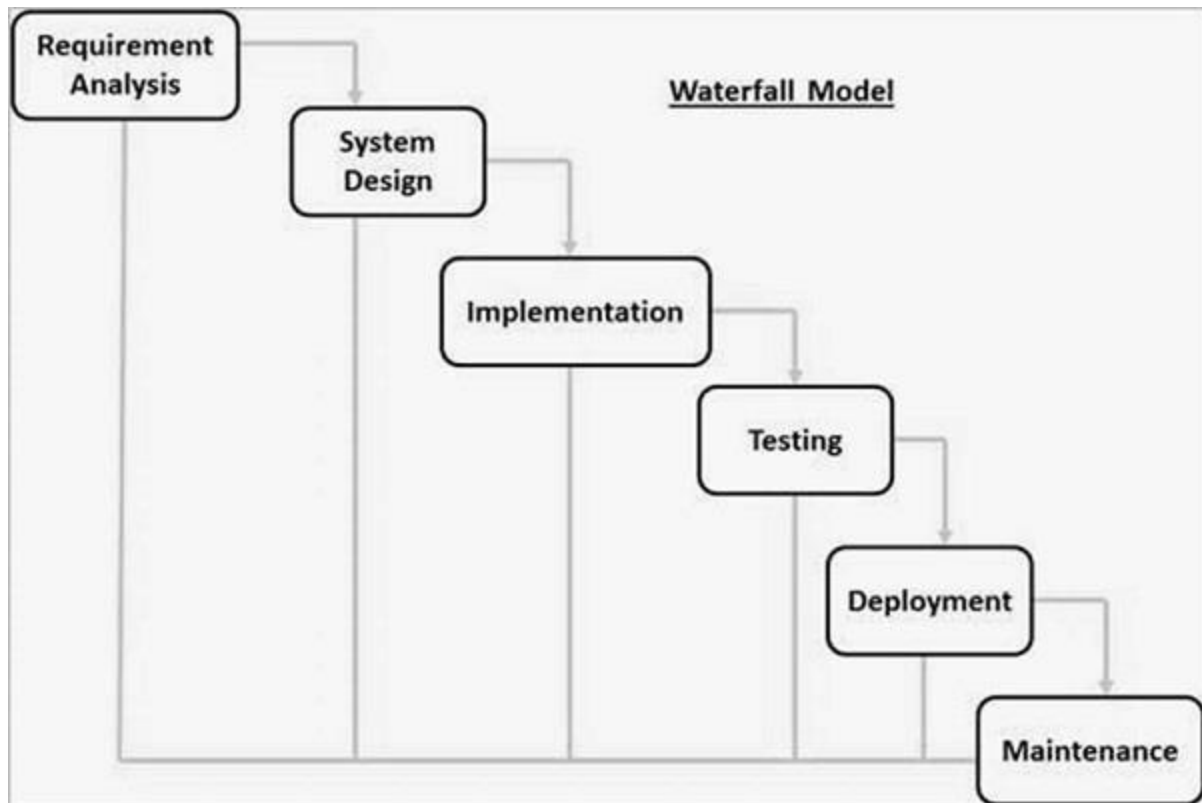 Requirement
Analysis
Waterfall Model
System
Design
Implementation
Testing
Deployment
Maintenance